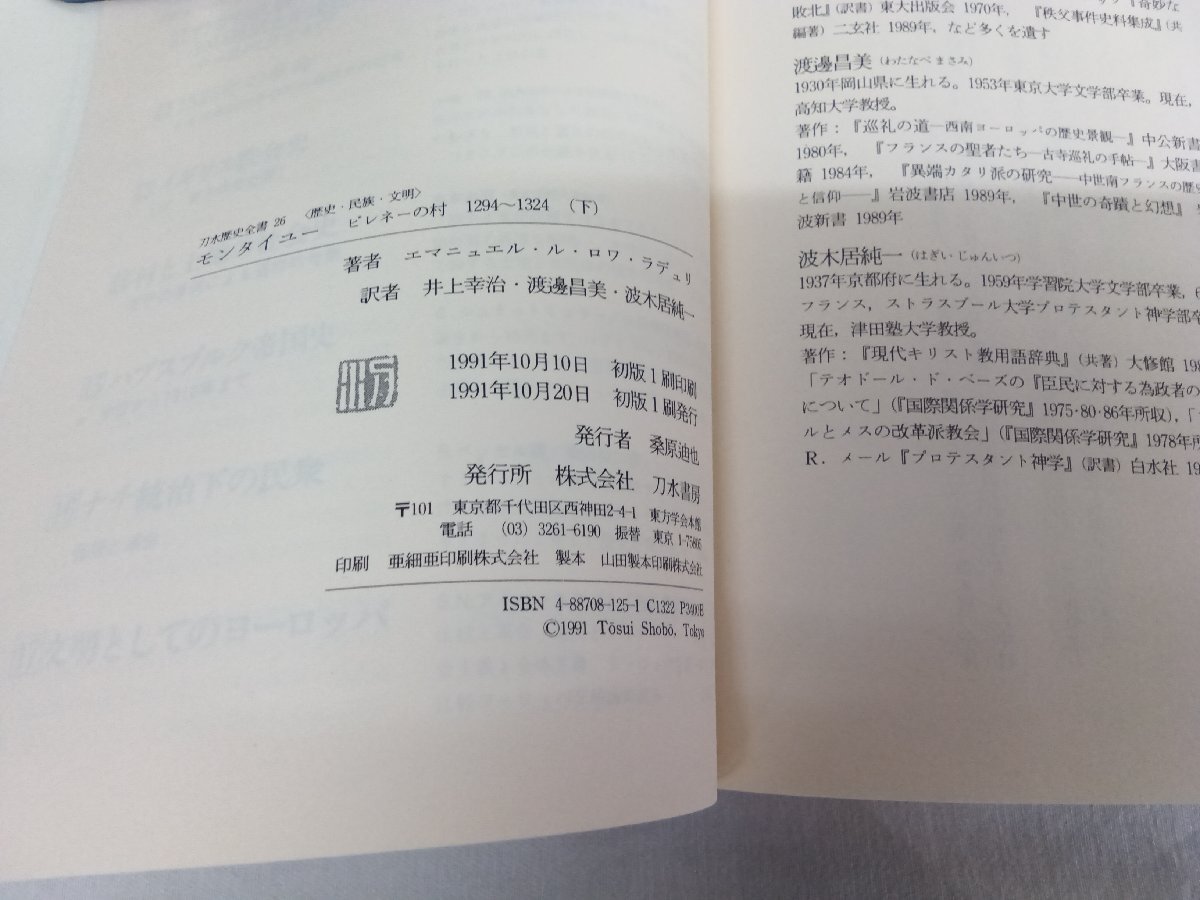 刀水歴史全書 26 〈歴史・民族・文明〉
モンタイユー ピレネーの村 1294〜1324 (下)
著者 エマニュエル・ル・ロワ・ラデュリ
訳者 井上幸治・渡邊昌美・波木居純一
1991年10月10日 初版1刷印刷
1991年10月20日 初版1刷発行
発行者 桑原迪也
発行所 株式会社 刀水書房
〒101 東京都千代田区西神田2-4-1 東方学会本館
電話 (03) 3261-6190 振替 東京 1-75805
印刷 亜細亜印刷株式会社 製本 山田製本印刷株式会社
ISBN 4-88708-125-1 C1322 P3400E
©1991 Tōsui Shobō, Tokyo
『奇妙な
敗北』(訳書) 東大出版会 1970年, 『秩父事件史料集成』(共
編著) 二玄社 1989年, など多くを遺す
渡邊昌美 (わたなべ まさみ)
1930年岡山県に生れる。1953年東京大学文学部卒業。現在,
高知大学教授。
著作:『巡礼の道―西南ヨーロッパの歴史景観―』中公新書
1980年, 『フランスの聖者たち―古寺巡礼の手帖―』大阪書
籍 1984年, 『異端カタリ派の研究――中世南フランスの歴史
と信仰――』岩波書店 1989年, 『中世の奇蹟と幻想』
波新書 1989年
波木居純一 (はぎい じゅんいつ)
1937年京都府に生れる。1959年学習院大学文学部卒業,
フランス, ストラスブール大学プロテスタント神学部卒
現在, 津田塾大学教授。
著作:『現代キリスト教用語辞典』(共著) 大修館 198
「テオドール・ド・ベーズの『臣民に対する為政者の
について」(『国際関係学研究』1975・80・86年所収),「
ルとメスの改革派教会」(『国際関係学研究』1978年所
R. メール『プロテスタント神学』(訳書) 白水社 19